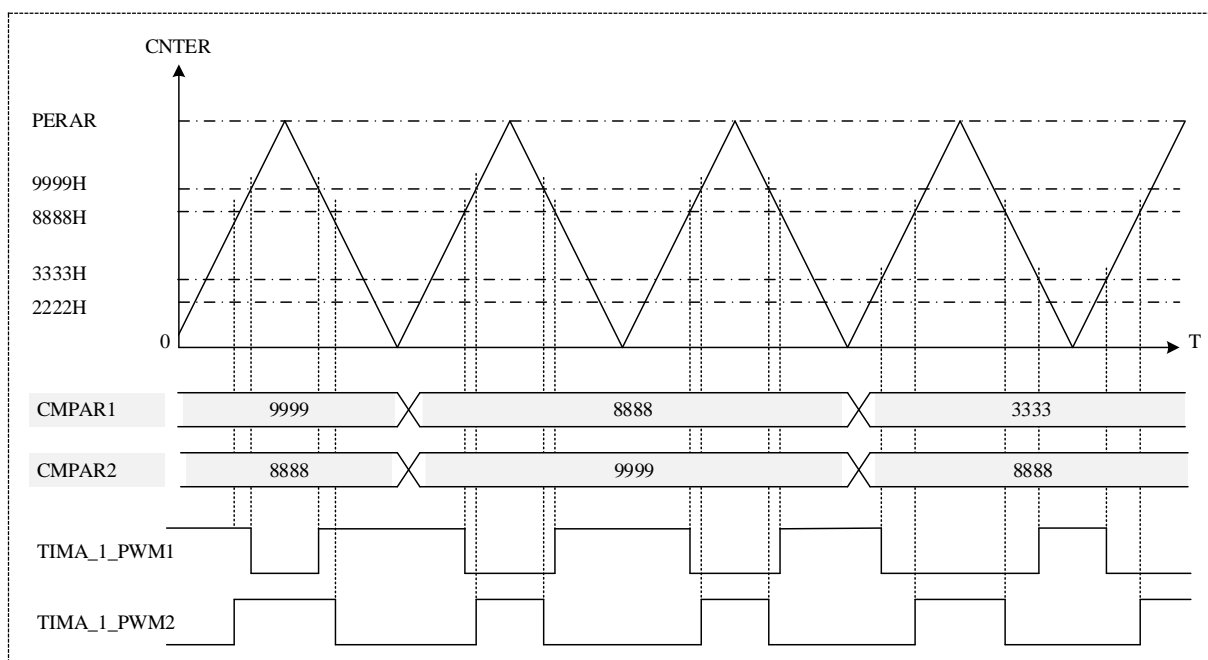 CNTER
PERAR
9999H
8888H
3333H
2222H
0 T
CMPAR1 9999 8888 3333
CMPAR2 8888 9999 8888
TIMA_1_PWM1
TIMA_1_PWM2